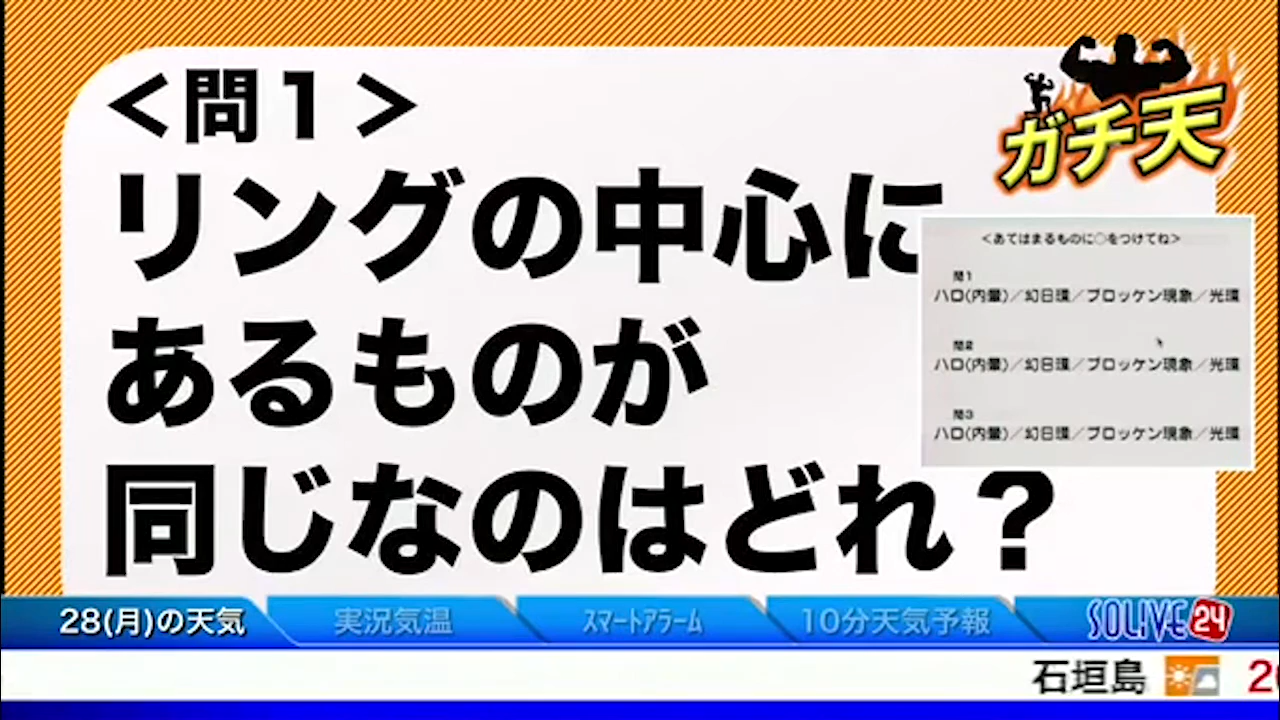 <問1>
リングの中心に
あるものが
同じなのはどれ?
ガチ天
<あてはまるものに○をつけてね>
問1
ハロ(内暈)/幻日環/ブロッケン現象/光環
問2
ハロ(内暈)/幻日環/ブロッケン現象/光環
問3
ハロ(内暈)/幻日環/ブロッケン現象/光環
28(月)の天気
実況気温
スマートアラーム
10分天気予報
SOLiVE24
石垣島